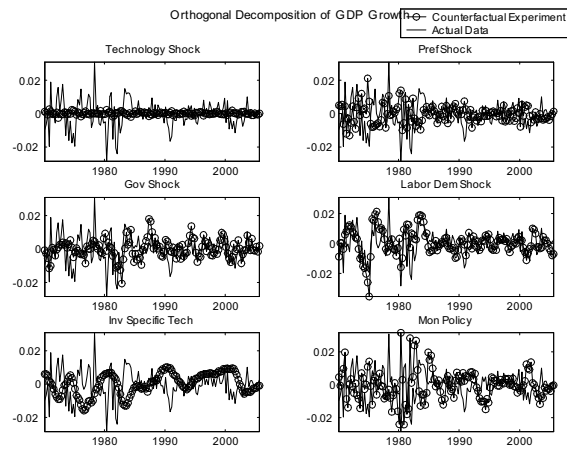 Orthogonal Decomposition of GDP Growth
Counterfactual Experiment
Actual Data
Technology Shock
0.02
0
-0.02
1980 1990 2000
Pref Shock
0.02
0
-0.02
1980 1990 2000
Gov Shock
0.02
0
-0.02
1980 1990 2000
Labor Dem Shock
0.02
0
-0.02
1980 1990 2000
Inv Specific Tech
0.02
0
-0.02
1980 1990 2000
Mon Policy
0.02
0
-0.02
1980 1990 2000